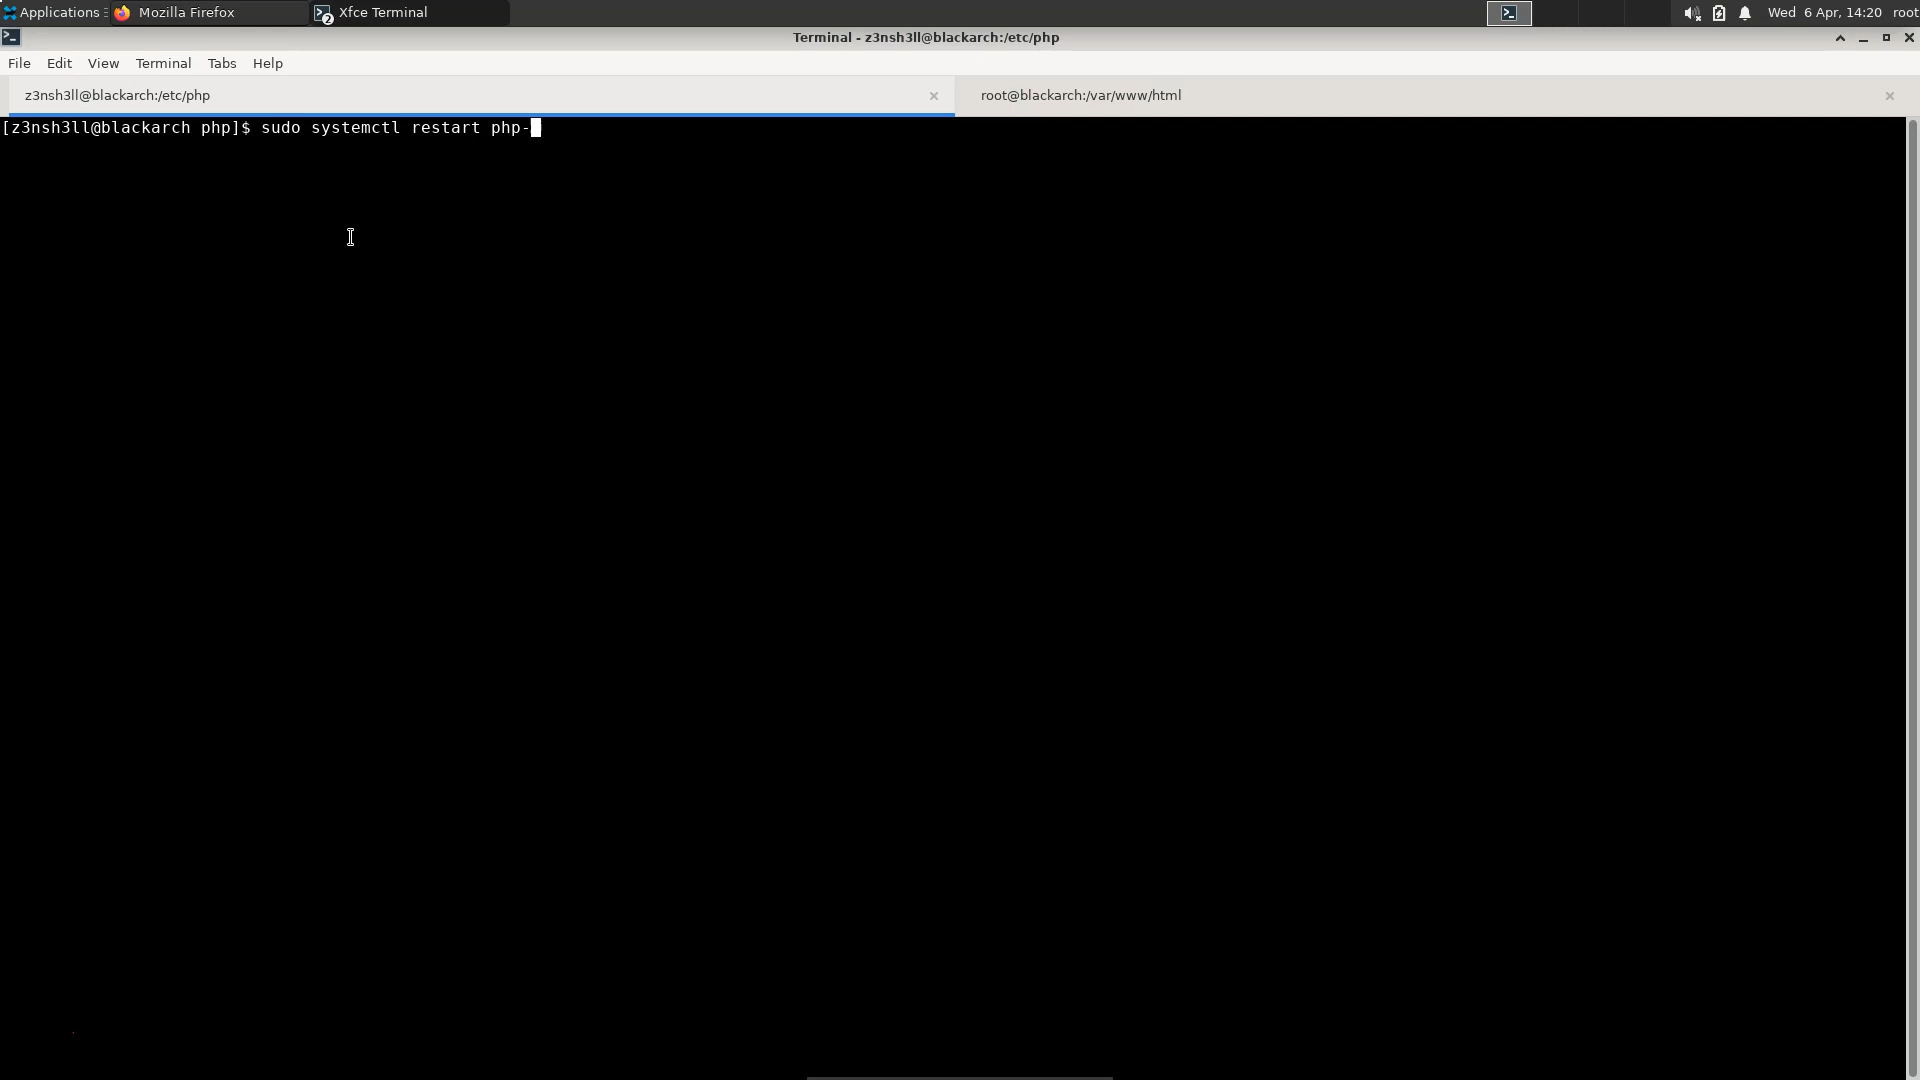 Applications Mozilla Firefox 2 Xfce Terminal Wed 6 Apr, 14:20 root
Terminal - z3nsh3ll@blackarch:/etc/php
File Edit View Terminal Tabs Help
z3nsh3ll@blackarch:/etc/php root@blackarch:/var/www/html
[z3nsh3ll@blackarch php]$ sudo systemctl restart php-